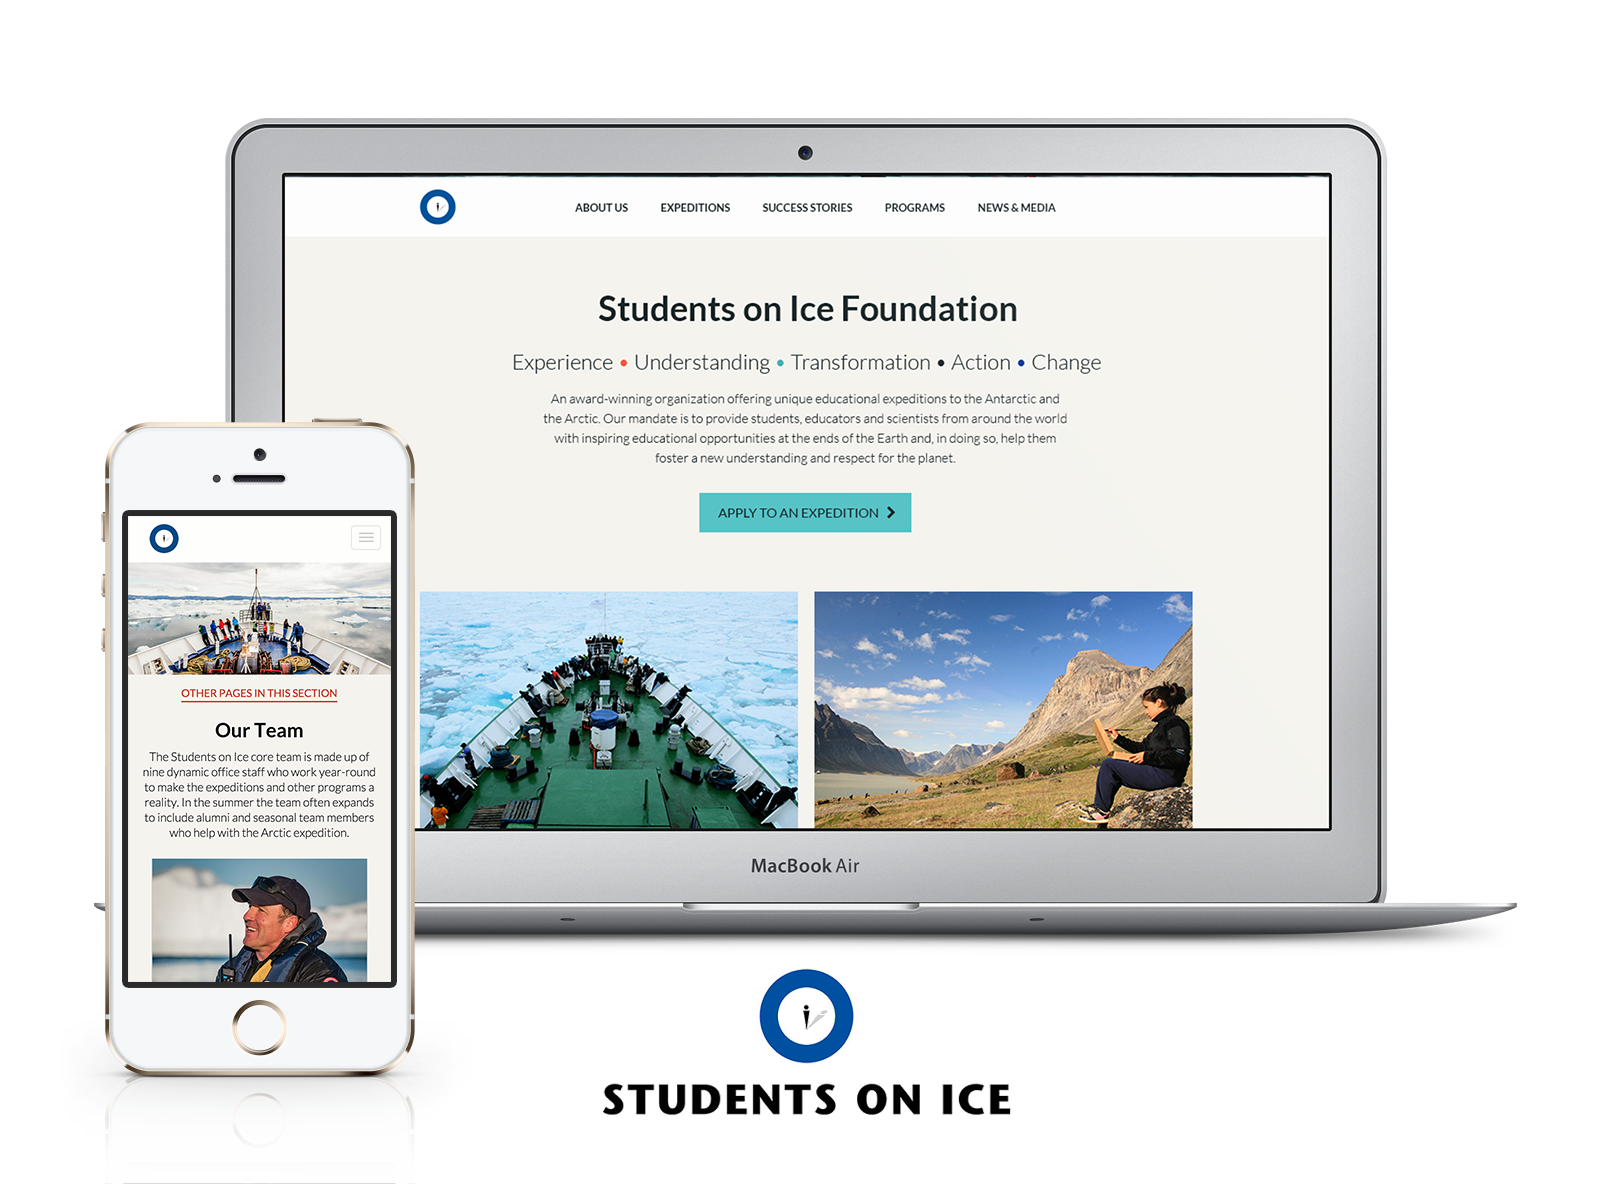 ABOUT US EXPEDITIONS SUCCESS STORIES PROGRAMS NEWS & MEDIA
Students on Ice Foundation
Experience • Understanding • Transformation • Action • Change
An award-winning organization offering unique educational expeditions to the Antarctic and
the Arctic. Our mandate is to provide students, educators and scientists from around the world
with inspiring educational opportunities at the ends of the Earth and, in doing so, help them
foster a new understanding and respect for the planet.
APPLY TO AN EXPEDITION
MacBook Air
OTHER PAGES IN THIS SECTION
Our Team
The Students on Ice core team is made up of
nine dynamic office staff who work year-round
to make the expeditions and other programs a
reality. In the summer the team often expands
to include alumni and seasonal team members
who help with the Arctic expedition.
STUDENTS ON ICE